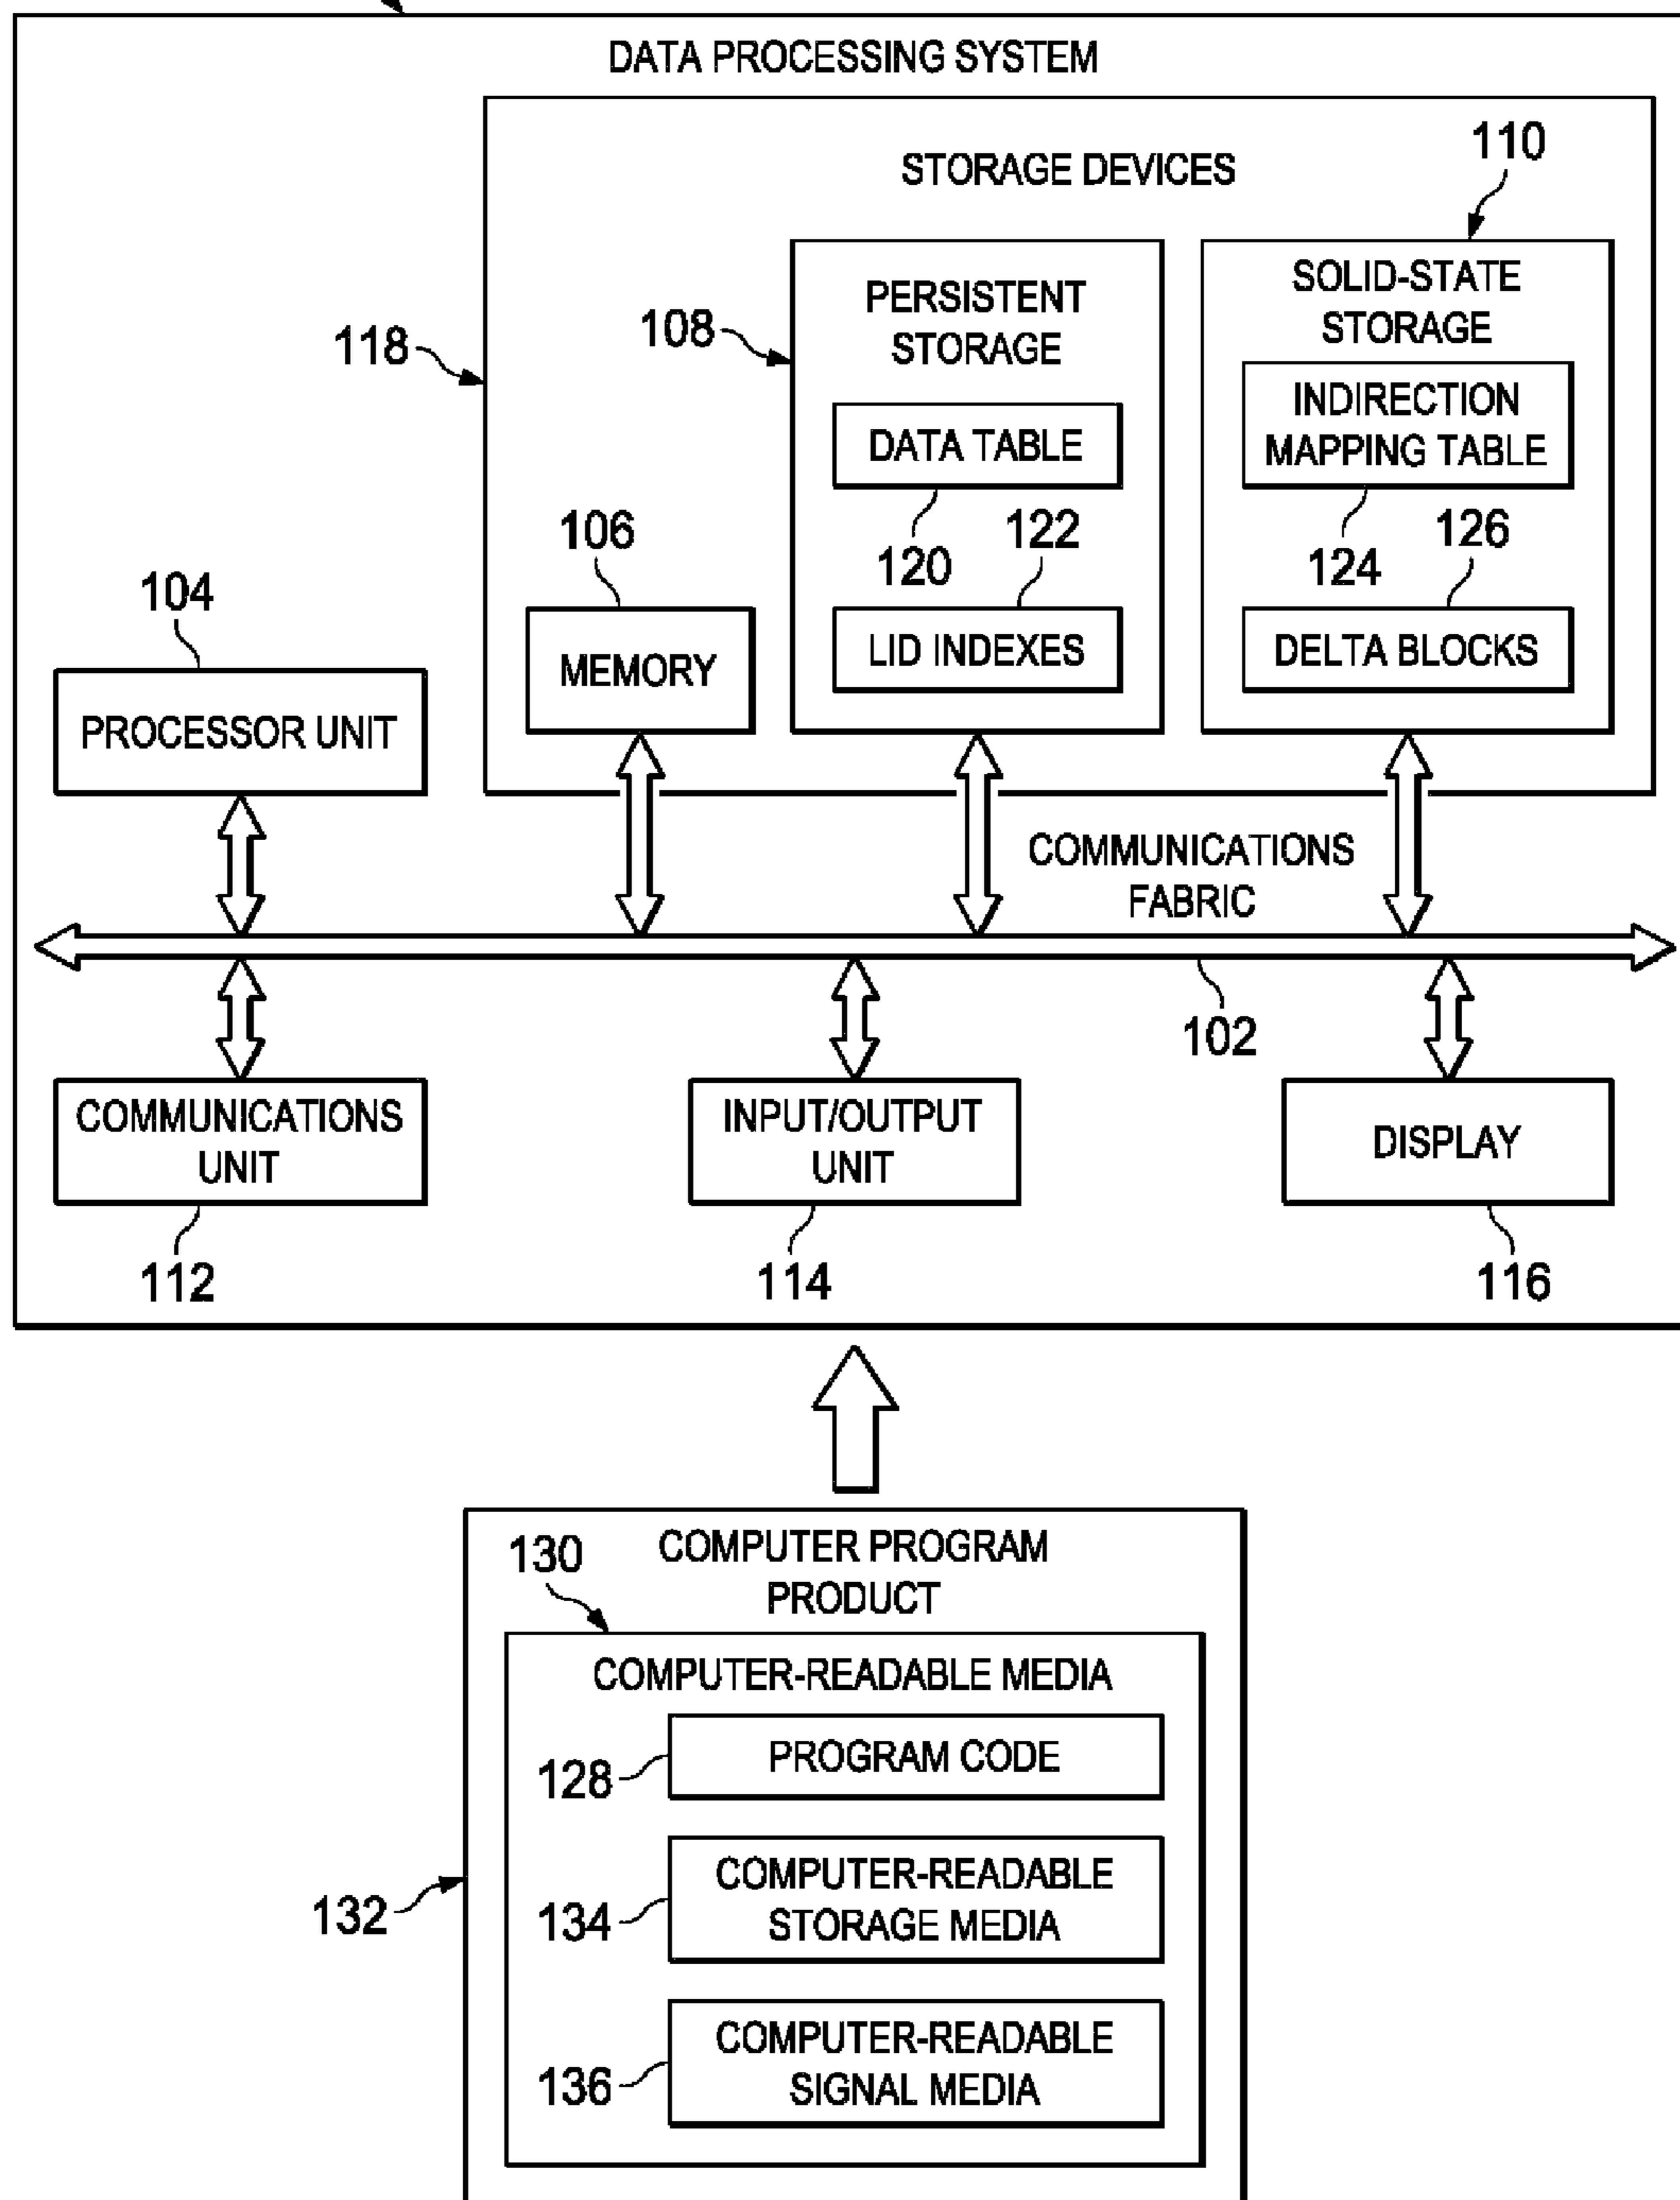 DATA PROCESSING SYSTEM
STORAGE DEVICES
110
118
108
PERSISTENT
STORAGE
SOLID-STATE
STORAGE
DATA TABLE
INDIRECTION
MAPPING TABLE
120
122
124
126
LID INDEXES
DELTA BLOCKS
106
MEMORY
104
PROCESSOR UNIT
COMMUNICATIONS
FABRIC
102
COMMUNICATIONS
UNIT
112
INPUT/OUTPUT
UNIT
114
DISPLAY
116
COMPUTER PROGRAM
PRODUCT
130
COMPUTER-READABLE MEDIA
128
PROGRAM CODE
132
134
COMPUTER-READABLE
STORAGE MEDIA
136
COMPUTER-READABLE
SIGNAL MEDIA